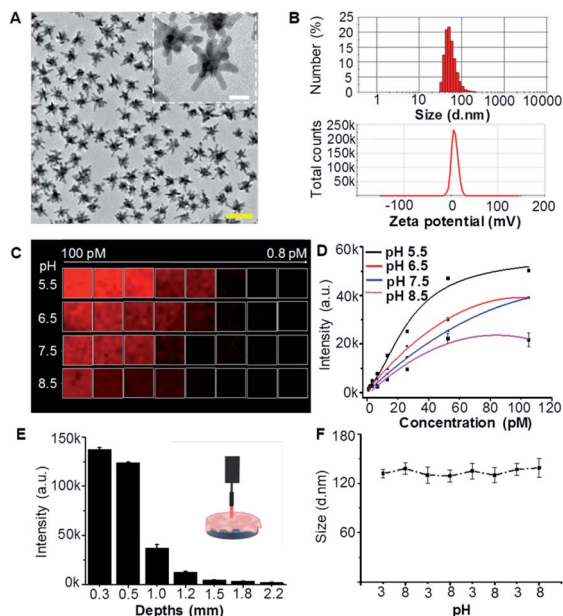 A
B
Number (%)
25
20
15
10
5
0
1 10 100 1000 10000
Size (d.nm)
Total counts
250k
200k
150k
100k
50k
-100 0 100 200
Zeta potential (mV)
C
100 pM 0.8 pM
pH
5.5
6.5
7.5
8.5
D
pH 5.5
pH 6.5
pH 7.5
pH 8.5
Intensity (a.u.)
60k
40k
20k
0k
0 20 40 60 80 100
Concentration (pM)
E
Intensity (a.u.)
150k
100k
50k
0k
0.3 0.5 1.0 1.2 1.5 1.8 2.2
Depths (mm)
F
Size (d.nm)
180
120
60
0
3 8 3 8 3 8 3 8
pH